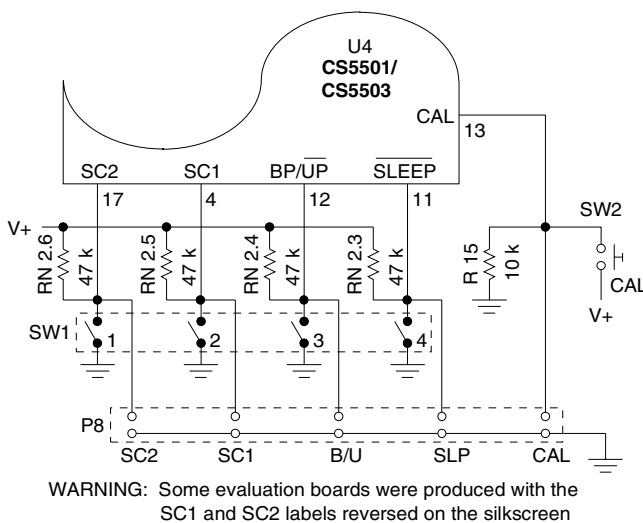 U4
CS5501/
CS5503
CAL
13
SC2 SC1 BP/UP SLEEP
17 4 12 11
V+
RN 2.6 47 k RN 2.5 47 k RN 2.4 47 k RN 2.3 47 k
R 15 10 k
SW2
CAL
V+
SW1 1 2 3 4
P8
SC2 SC1 B/U SLP CAL
WARNING: Some evaluation boards were produced with the
SC1 and SC2 labels reversed on the silkscreen